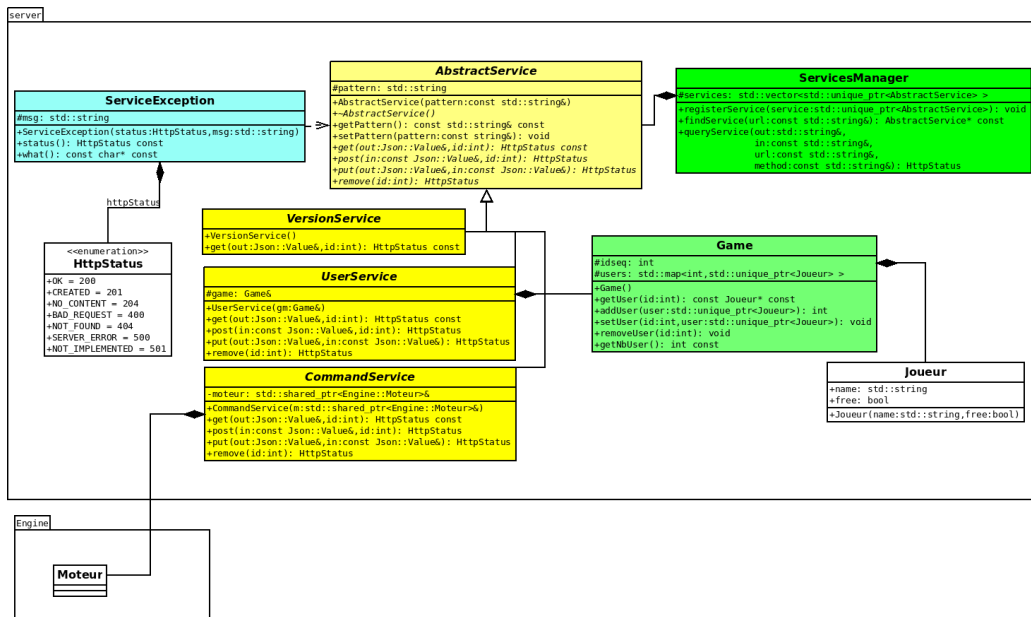 server
AbstractService
#pattern: std::string
+AbstractService(pattern:const std::string&)
+~AbstractService()
+getPattern(): const std::string& const
+setPattern(pattern:const string&): void
+get(out:Json::Value&,id:int): HttpStatus const
+post(in:const Json::Value&,id:int): HttpStatus
+put(out:Json::Value&,in:const Json::Value&): HttpStatus
+remove(id:int): HttpStatus
ServicesManager
#services: std::vector<std::unique_ptr<AbstractService> >
+registerService(service:std::unique_ptr<AbstractService>): void
+findService(url:const std::string&): AbstractService* const
+queryService(out:std::string&,
in:const std::string&,
url:const std::string&,
method:const std::string&): HttpStatus
ServiceException
#msg: std::string
+ServiceException(status:HttpStatus,msg:std::string)
+status(): HttpStatus const
+what(): const char* const
httpStatus
<<enumeration>>
HttpStatus
+OK = 200
+CREATED = 201
+NO_CONTENT = 204
+BAD_REQUEST = 400
+NOT_FOUND = 404
+SERVER_ERROR = 500
+NOT_IMPLEMENTED = 501
VersionService
+VersionService()
+get(out:Json::Value&,id:int): HttpStatus const
UserService
#game: Game&
+UserService(gm:Game&)
+get(out:Json::Value&,id:int): HttpStatus const
+post(in:const Json::Value&,id:int): HttpStatus
+put(out:Json::Value&,in:const Json::Value&): HttpStatus
+remove(id:int): HttpStatus
Game
#idseq: int
#users: std::map<int,std::unique_ptr<Joueur> >
+Game()
+getUser(id:int): const Joueur* const
+addUser(user:std::unique_ptr<Joueur>): int
+setUser(id:int,user:std::unique_ptr<Joueur>): void
+removeUser(id:int): void
+getNbUser(): int const
Joueur
+name: std::string
+free: bool
+Joueur(name:std::string,free:bool)
CommandService
-moteur: std::shared_ptr<Engine::Moteur>&
+CommandService(m:std::shared_ptr<Engine::Moteur>&)
+get(out:Json::Value&,id:int): HttpStatus const
+post(in:const Json::Value&,id:int): HttpStatus
+put(out:Json::Value&,in:const Json::Value&): HttpStatus
+remove(id:int): HttpStatus
Engine
Moteur